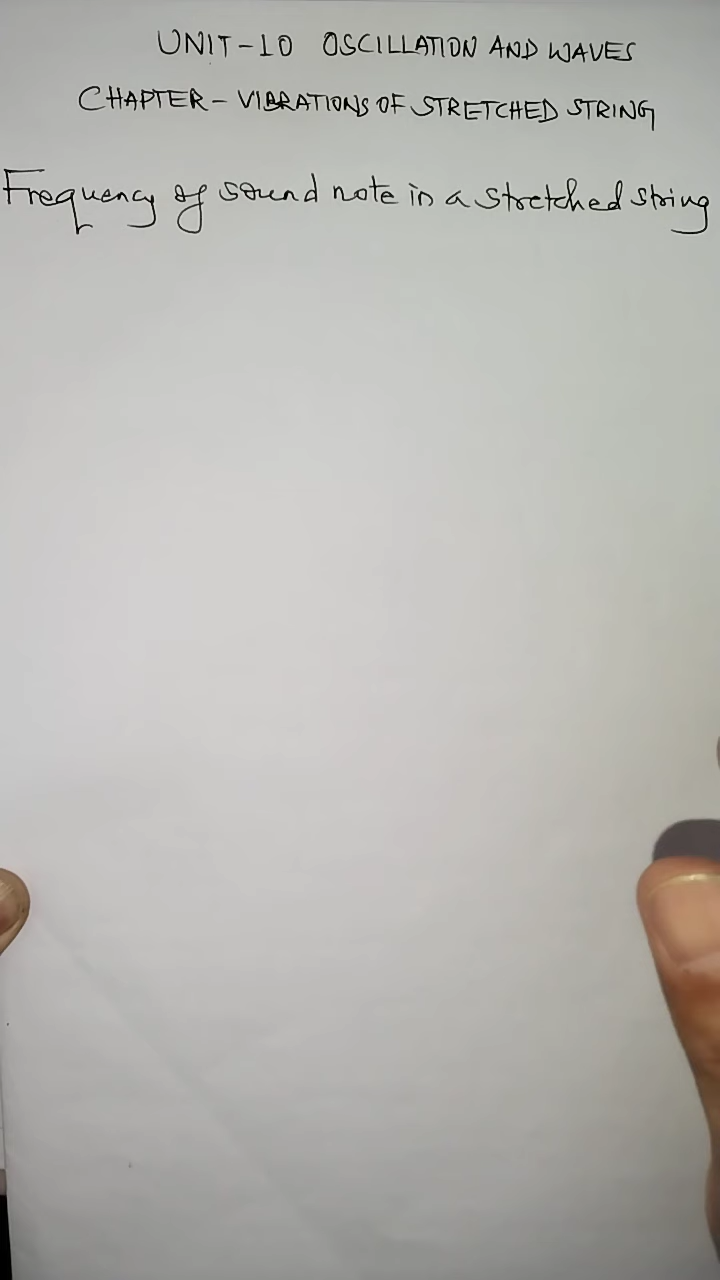 UNIT-10 OSCILLATION AND WAVES
CHAPTER- VIBRATIONS OF STRETCHED STRING
Frequency of sound note in a stretched string